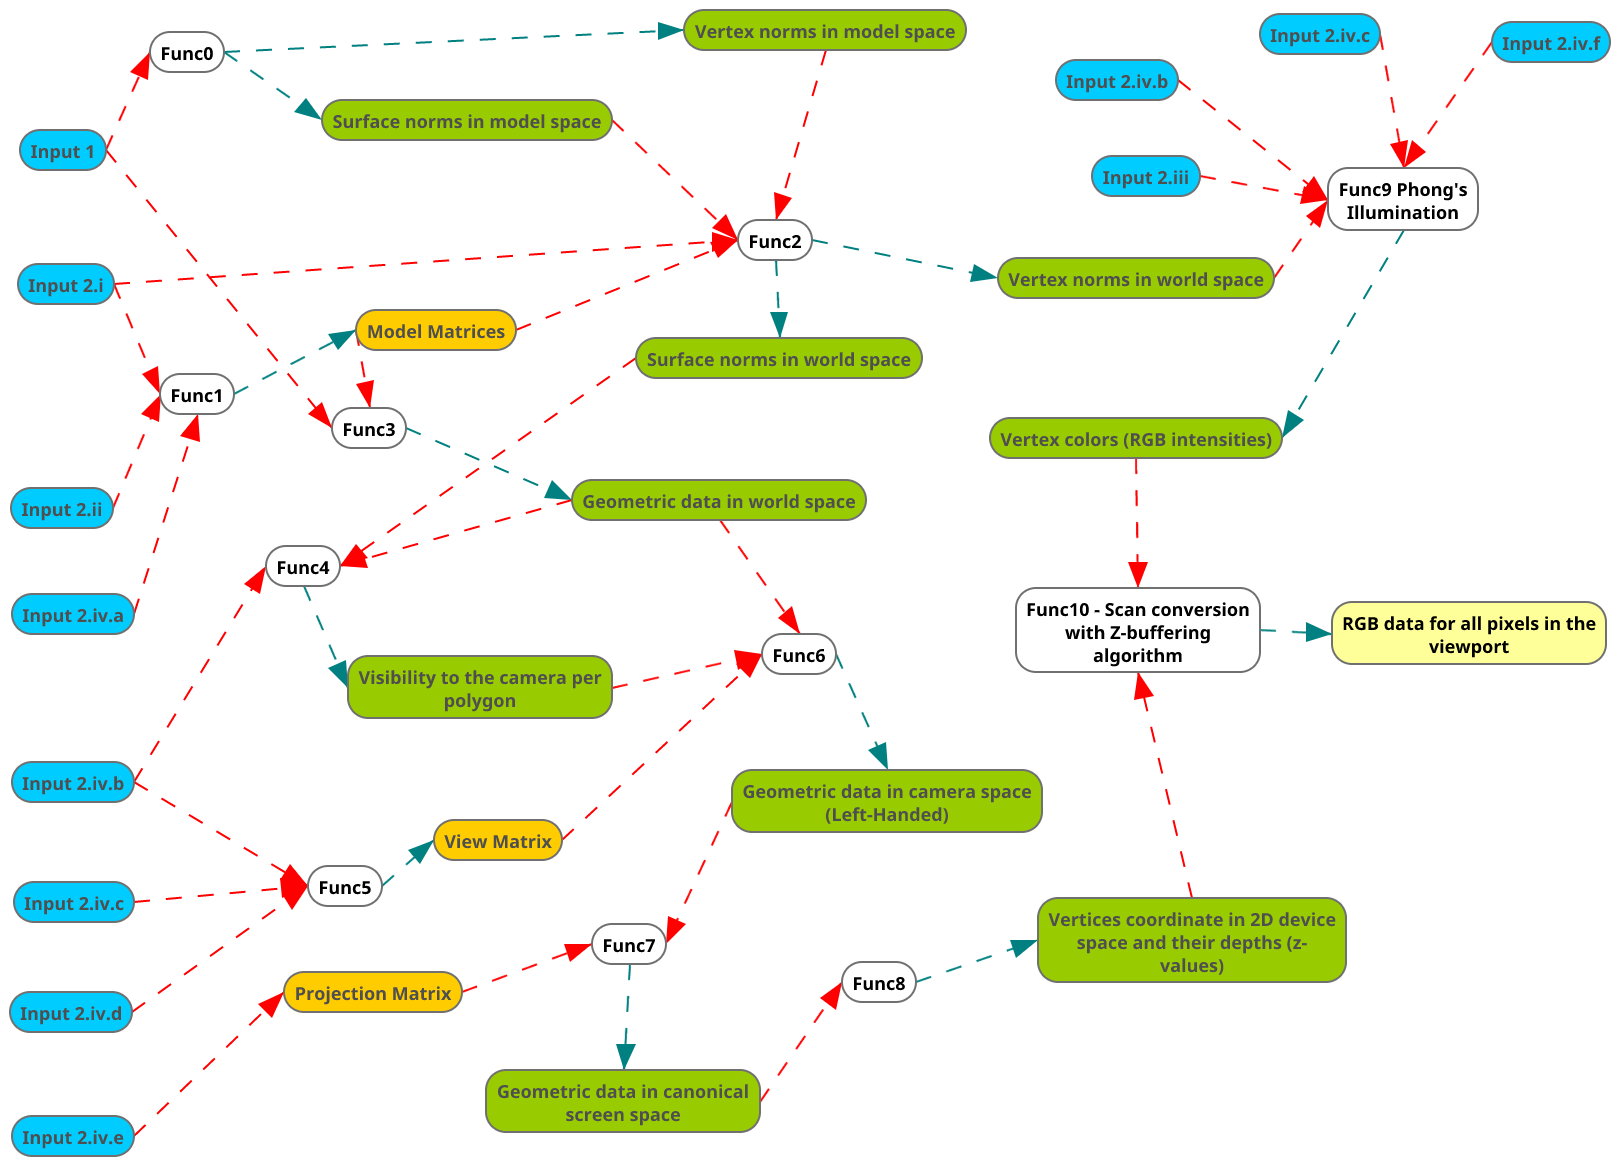 Vertex norms in model space
Input 2.iv.c
Input 2.iv.f
Func0
Input 2.iv.b
Surface norms in model space
Input 1
Input 2.iii
Func9 Phong's
Illumination
Func2
Input 2.i
Vertex norms in world space
Model Matrices
Surface norms in world space
Func1
Func3
Vertex colors (RGB intensities)
Input 2.ii
Geometric data in world space
Func4
Input 2.iv.a
Func10 - Scan conversion
with Z-buffering
algorithm
RGB data for all pixels in the
viewport
Func6
Visibility to the camera per
polygon
Input 2.iv.b
Geometric data in camera space
(Left-Handed)
View Matrix
Func5
Input 2.iv.c
Vertices coordinate in 2D device
space and their depths (z-
values)
Func7
Func8
Projection Matrix
Input 2.iv.d
Geometric data in canonical
screen space
Input 2.iv.e